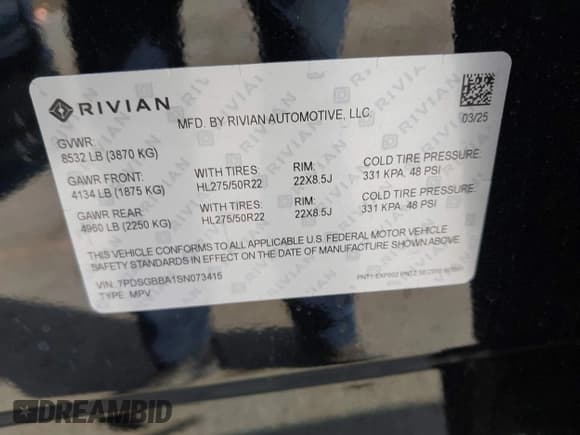 RIVIAN
MFD. BY RIVIAN AUTOMOTIVE, LLC.
03/25
GVWR:
8532 LB (3870 KG)
GAWR FRONT: WITH TIRES: RIM: COLD TIRE PRESSURE:
4134 LB (1875 KG) HL275/50R22 22X8.5J 331 KPA, 48 PSI
GAWR REAR WITH TIRES: RIM: COLD TIRE PRESSURE:
4960 LB (2250 KG) HL275/50R22 22X8.5J 331 KPA, 48 PSI
THIS VEHICLE CONFORMS TO ALL APPLICABLE U.S. FEDERAL MOTOR VEHICLE
SAFETY STANDARDS IN EFFECT ON THE DATE OF MANUFACTURE SHOWN ABOVE.
VIN: 7PDSGBBA1SN073415
TYPE: MPV
DREAMBID